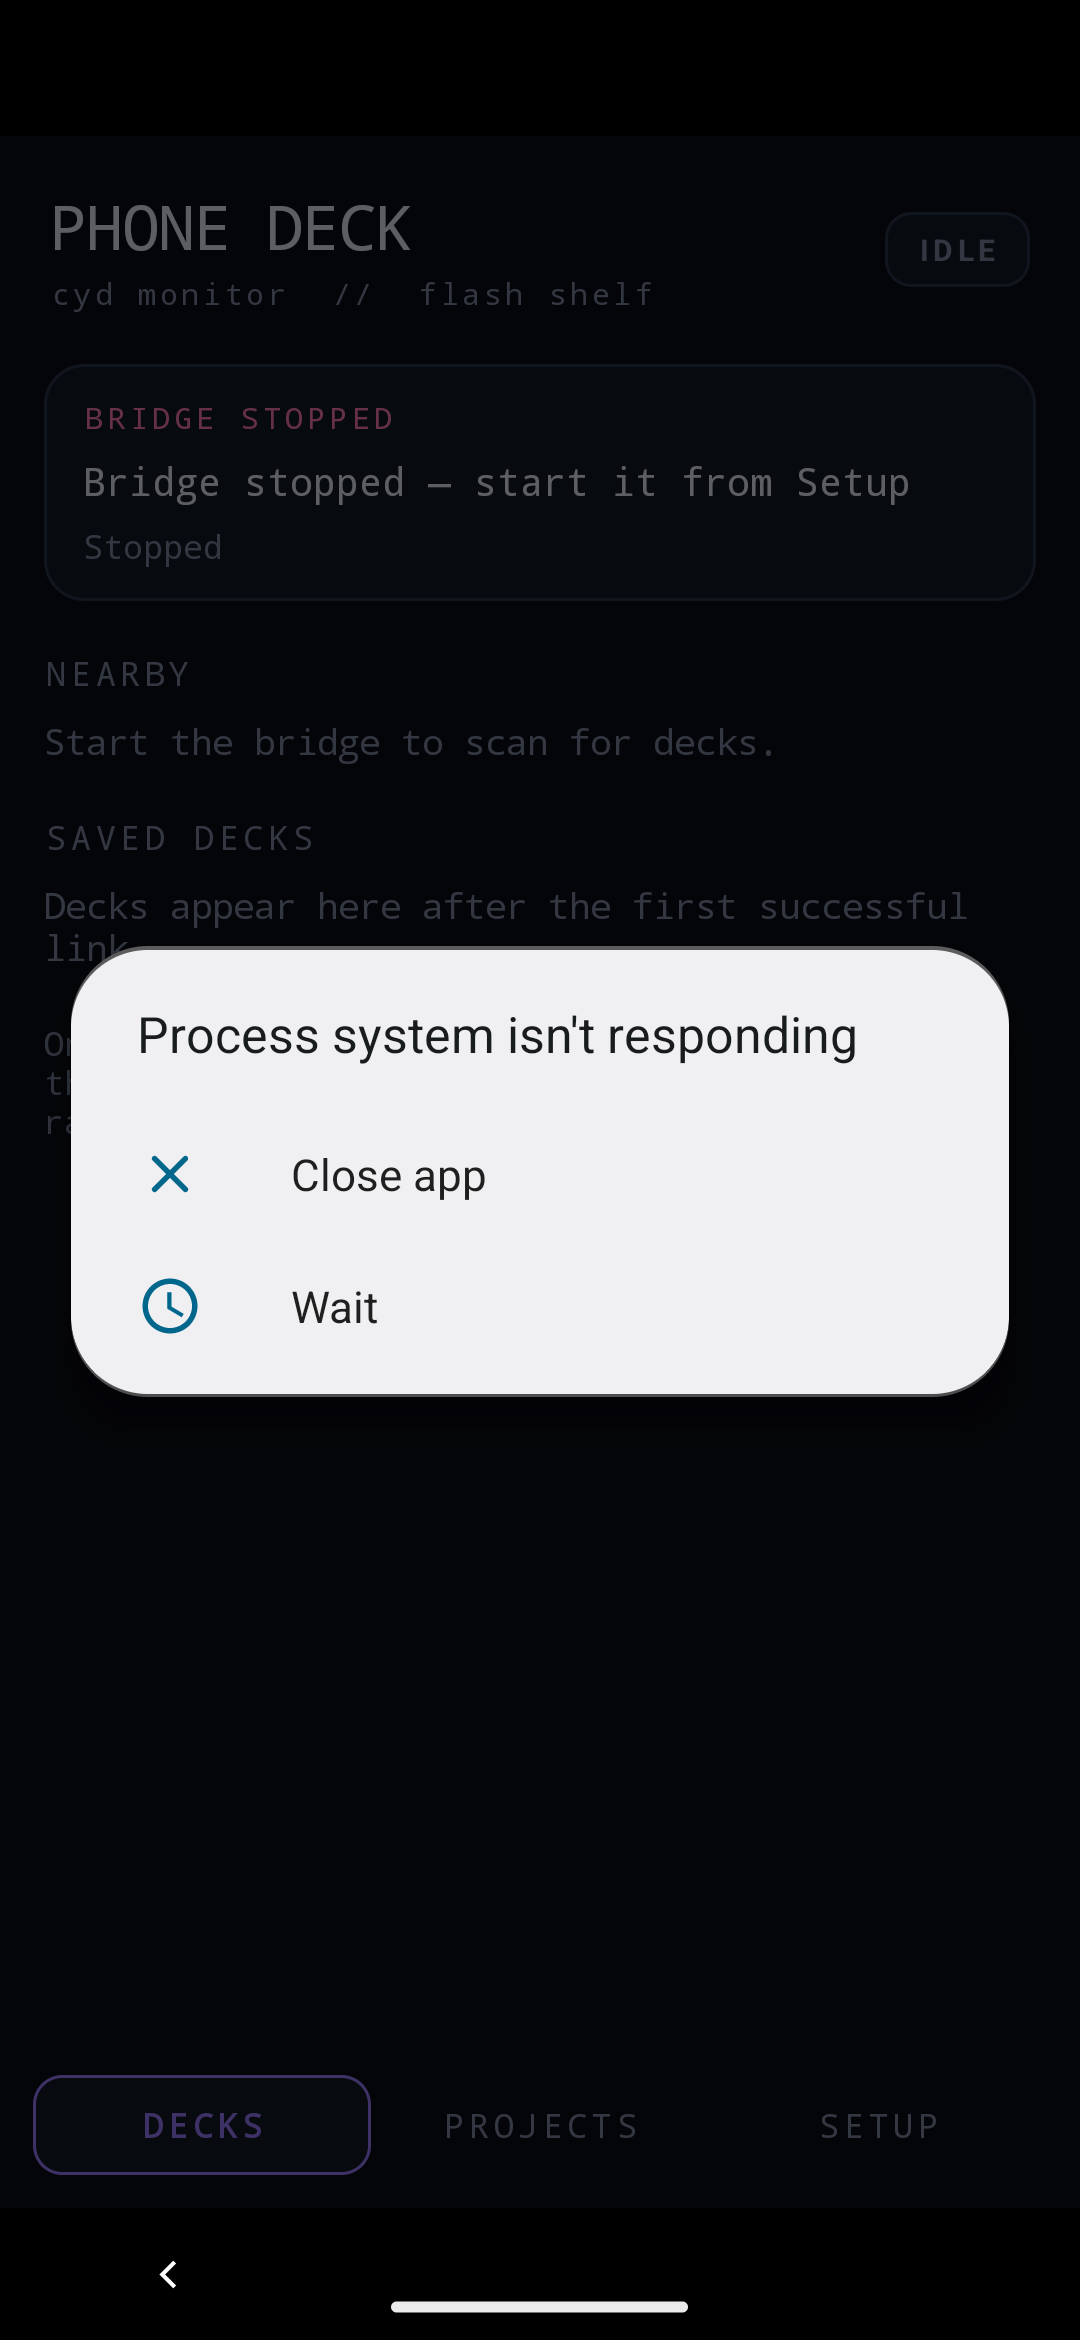 PHONE DECK
IDLE
cyd monitor // flash shelf
BRIDGE STOPPED
Bridge stopped — start it from Setup
Stopped
NEARBY
Start the bridge to scan for decks.
SAVED DECKS
Decks appear here after the first successful
link
Process system isn't responding
Close app
Wait
DECKS
PROJECTS
SETUP